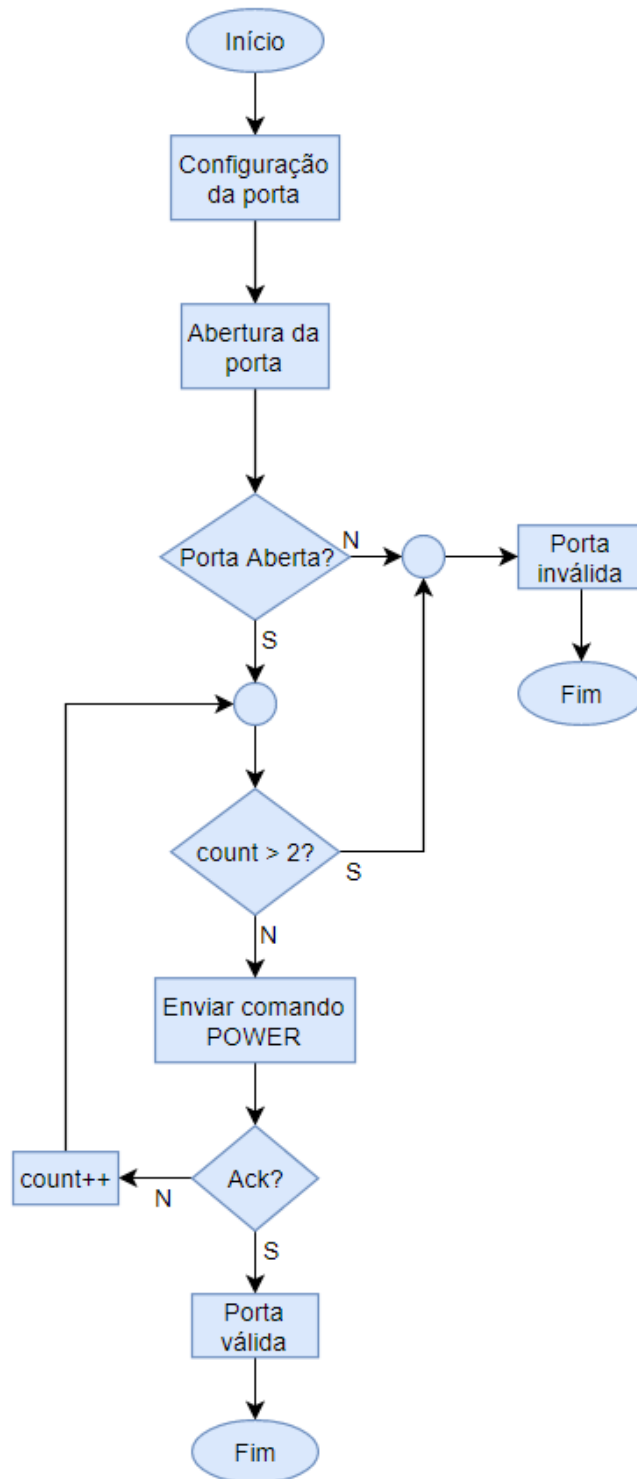 Início
Configuração
da porta
Abertura da
porta
Porta Aberta?
N
Porta
inválida
S
Fim
count > 2?
S
N
Enviar comando
POWER
Ack?
N
count++
S
Porta
válida
Fim